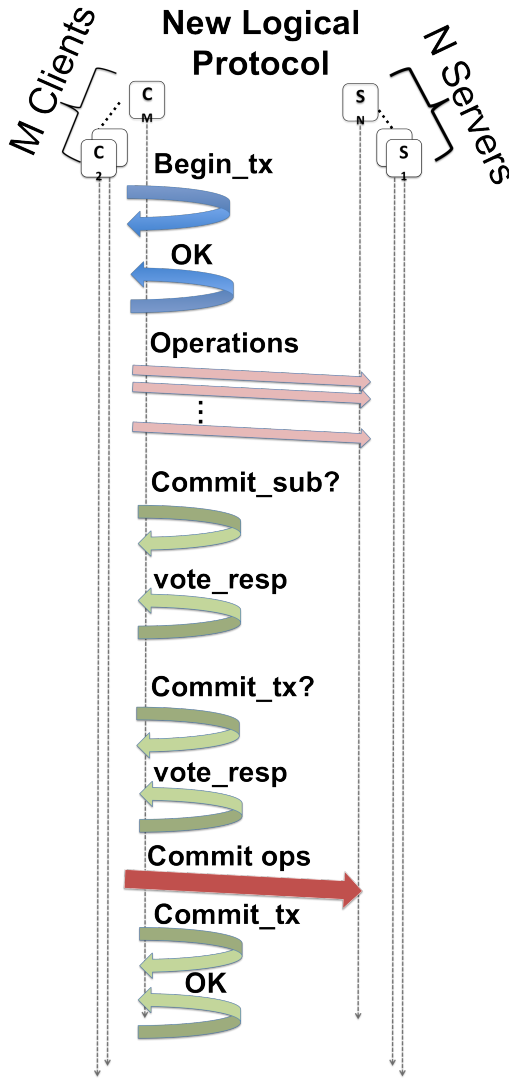 New Logical
Protocol
M Clients
N Servers
C
M
S
N
C
2
S
1
Begin_tx
OK
Operations
Commit_sub?
vote_resp
Commit_tx?
vote_resp
Commit ops
Commit_tx
OK